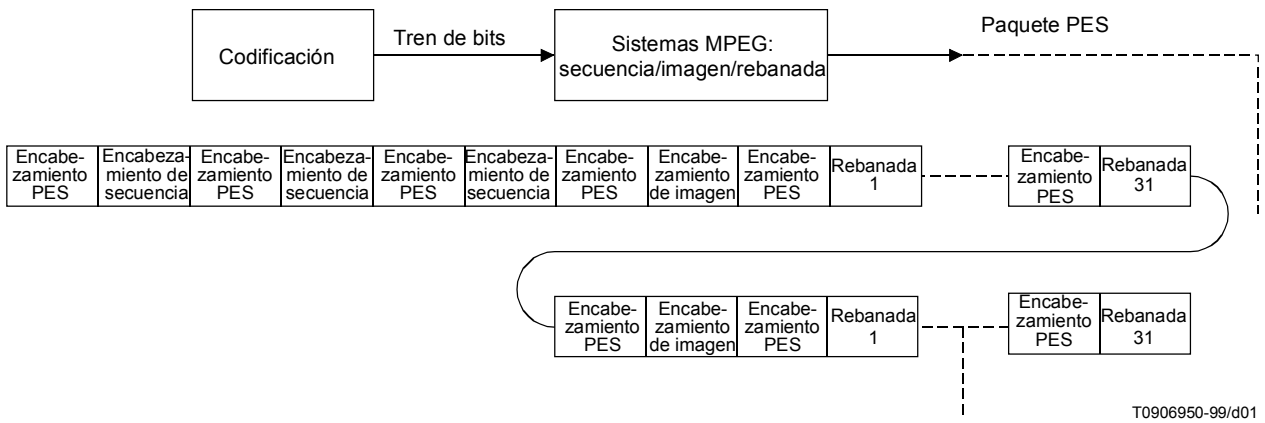 Codificación
Tren de bits
Sistemas MPEG:
secuencia/imagen/rebanada
Paquete PES
Encabe-
zamiento
PES
Encabeza-
miento de
secuencia
Encabe-
zamiento
PES
Encabeza-
miento de
secuencia
Encabe-
zamiento
PES
Encabeza-
miento de
secuencia
Encabe-
zamiento
PES
Encabe-
zamiento
de imagen
Encabe-
zamiento
PES
Rebanada
1
Encabe-
zamiento
PES
Rebanada
31
Encabe-
zamiento
PES
Encabe-
zamiento
de imagen
Encabe-
zamiento
PES
Rebanada
1
Encabe-
zamiento
PES
Rebanada
31
T0906950-99/d01